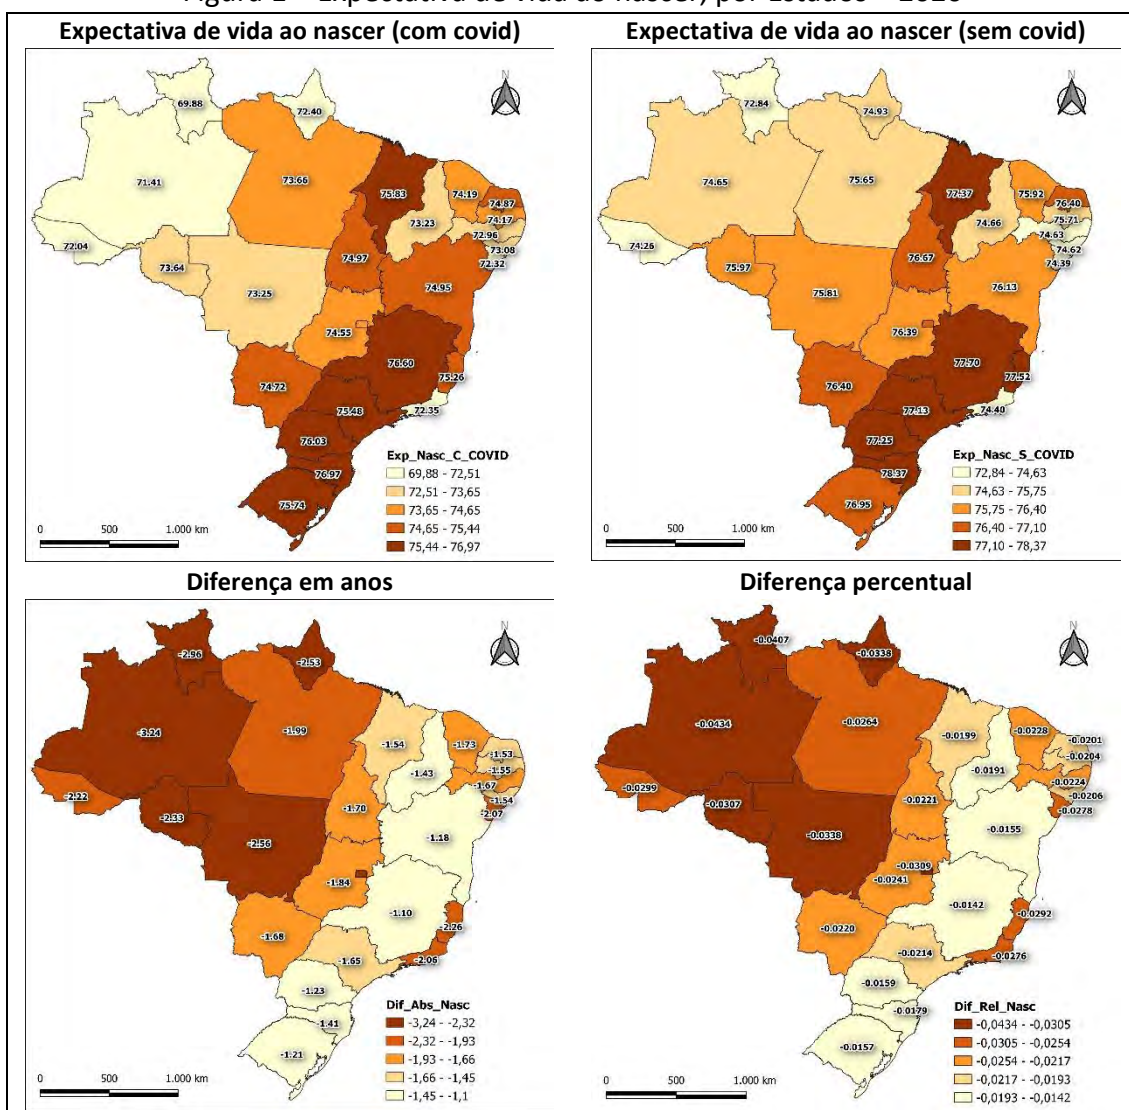 Expectativa de vida ao nascer (com covid)
N
69.88
72.40
71.41
73.66
75.83
74.19
74.87
74.17
73.23
72.96
73.08
72.32
72.04
73.64
74.97
74.95
73.25
74.55
76.60
74.72
75.26
75.48
72.35
76.03
76.97
75.74
Exp_Nasc_C_COVID
69,88 - 72,51
72,51 - 73,65
73,65 - 74,65
74,65 - 75,44
75,44 - 76,97
0 500 1.000 km
Expectativa de vida ao nascer (sem covid)
N
72.84
74.93
74.65
75.65
77.37
75.92
76.40
75.71
74.66
74.63
74.62
74.39
74.26
75.97
76.67
76.13
75.81
76.39
77.70
76.40
77.52
77.13
74.40
77.25
78.37
76.95
Exp_Nasc_S_COVID
72,84 - 74,63
74,63 - 75,75
75,75 - 76,40
76,40 - 77,10
77,10 - 78,37
0 500 1.000 km
Diferença em anos
N
-2.96
-2.53
-3.24
-1.99
-1.54
-1.73
-1.53
-1.55
-1.43
-1.67
-1.54
-2.07
-2.22
-2.33
-1.70
-1.18
-2.56
-1.84
-1.10
-1.68
-2.26
-1.65
-2.06
-1.23
-1.41
-1.21
Dif_Abs_Nasc
-3,24 - -2,32
-2,32 - -1,93
-1,93 - -1,66
-1,66 - -1,45
-1,45 - -1,1
0 500 1.000 km
Diferença percentual
N
-0.0407
-0.0338
-0.0434
-0.0264
-0.0199
-0.0228
-0.0201
-0.0204
-0.0191
-0.0224
-0.0206
-0.0278
-0.0299
-0.0307
-0.0221
-0.0155
-0.0338
-0.0309
-0.0241
-0.0142
-0.0220
-0.0292
-0.0214
-0.0276
-0.0159
-0.0179
-0.0157
Dif_Rel_Nasc
-0,0434 - -0,0305
-0,0305 - -0,0254
-0,0254 - -0,0217
-0,0217 - -0,0193
-0,0193 - -0,0142
0 500 1.000 km